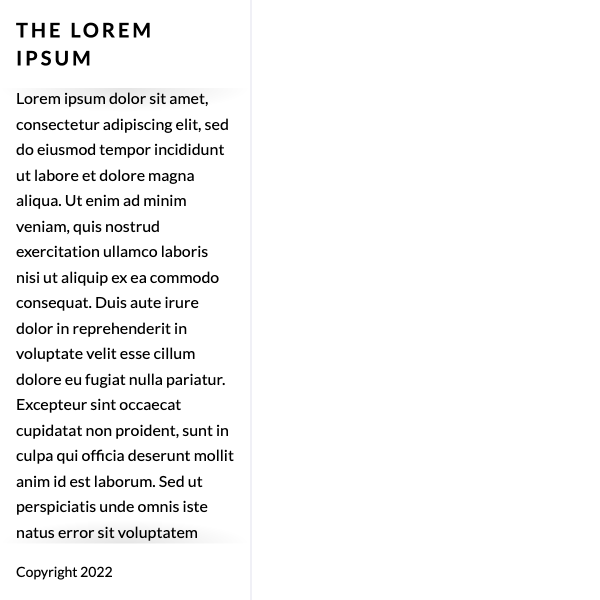 THE LOREM
IPSUM
Lorem ipsum dolor sit amet,
consectetur adipiscing elit, sed
do eiusmod tempor incididunt
ut labore et dolore magna
aliqua. Ut enim ad minim
veniam, quis nostrud
exercitation ullamco laboris
nisi ut aliquip ex ea commodo
consequat. Duis aute irure
dolor in reprehenderit in
voluptate velit esse cillum
dolore eu fugiat nulla pariatur.
Excepteur sint occaecat
cupidatat non proident, sunt in
culpa qui officia deserunt mollit
anim id est laborum. Sed ut
perspiciatis unde omnis iste
natus error sit voluptatem
Copyright 2022